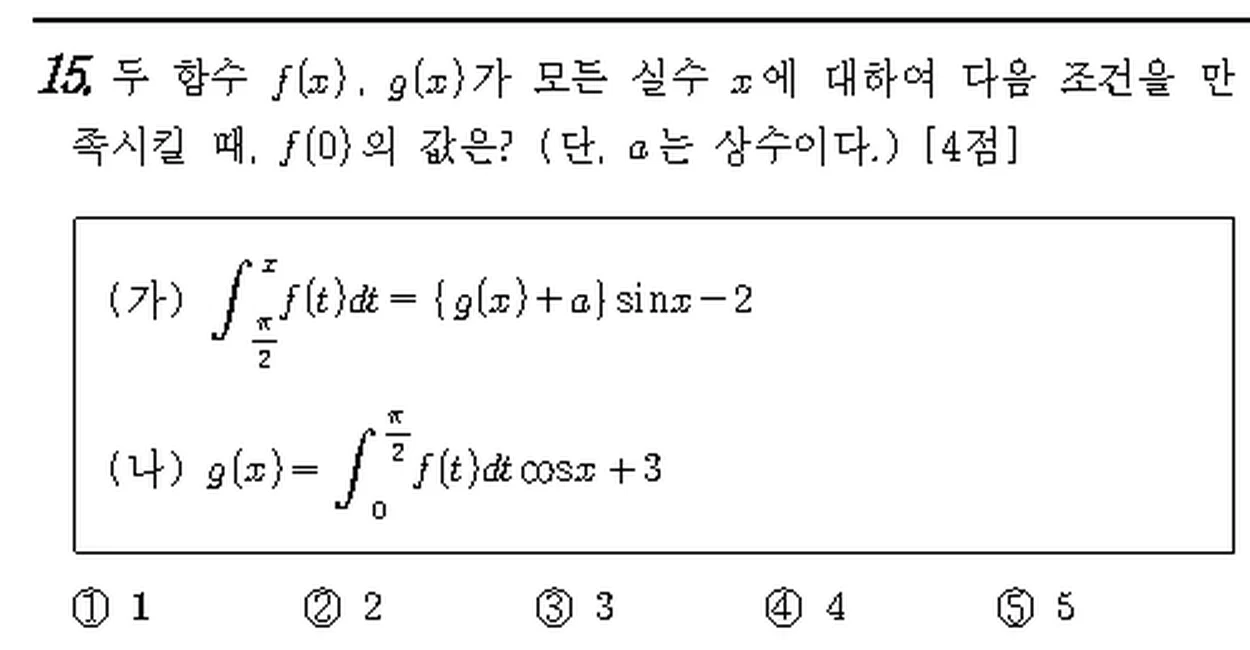 15. 두 함수 f(x), g(x)가 모든 실수 x에 대하여 다음 조건을 만
족시킬 때, f(0)의 값은? (단, a는 상수이다.) [4점]
(가) ∫_{π/2}^{x} f(t)dt = {g(x)+a}sinx−2
(나) g(x)= ∫_{0}^{π/2} f(t)dt cosx +3
① 1 ② 2 ③ 3 ④ 4 ⑤ 5